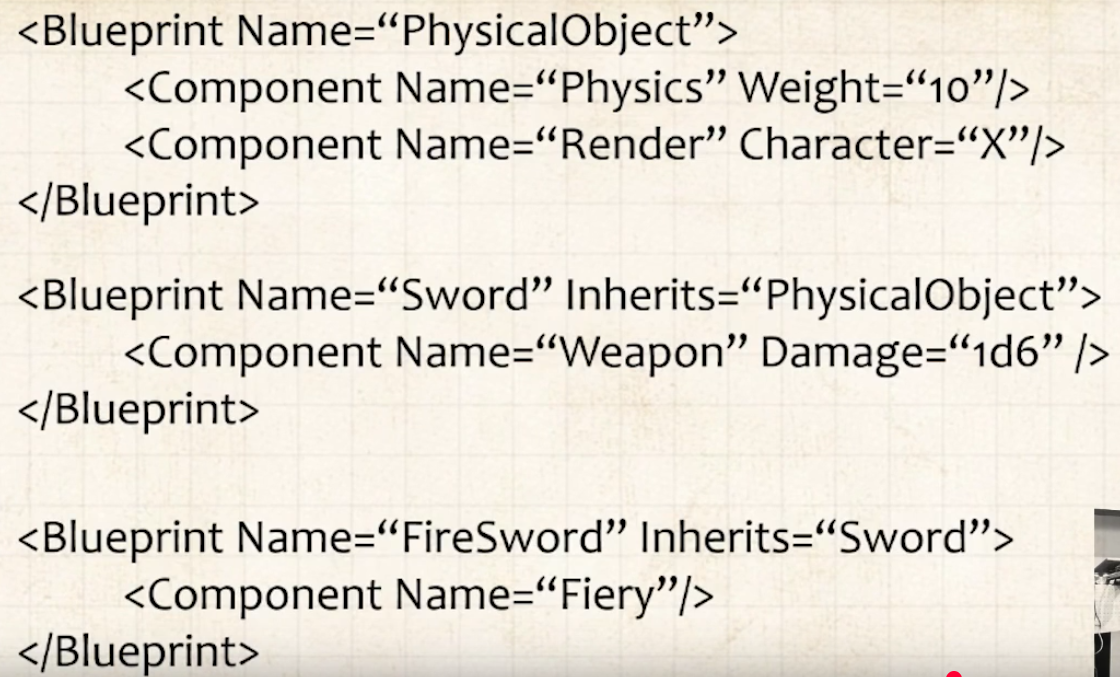 <Blueprint Name=“PhysicalObject”>
<Component Name=“Physics” Weight=“10”/>
<Component Name=“Render” Character=“X”/>
</Blueprint>
<Blueprint Name=“Sword” Inherits=“PhysicalObject”>
<Component Name=“Weapon” Damage=“1d6” />
</Blueprint>
<Blueprint Name=“FireSword” Inherits=“Sword”>
<Component Name=“Fiery”/>
</Blueprint>